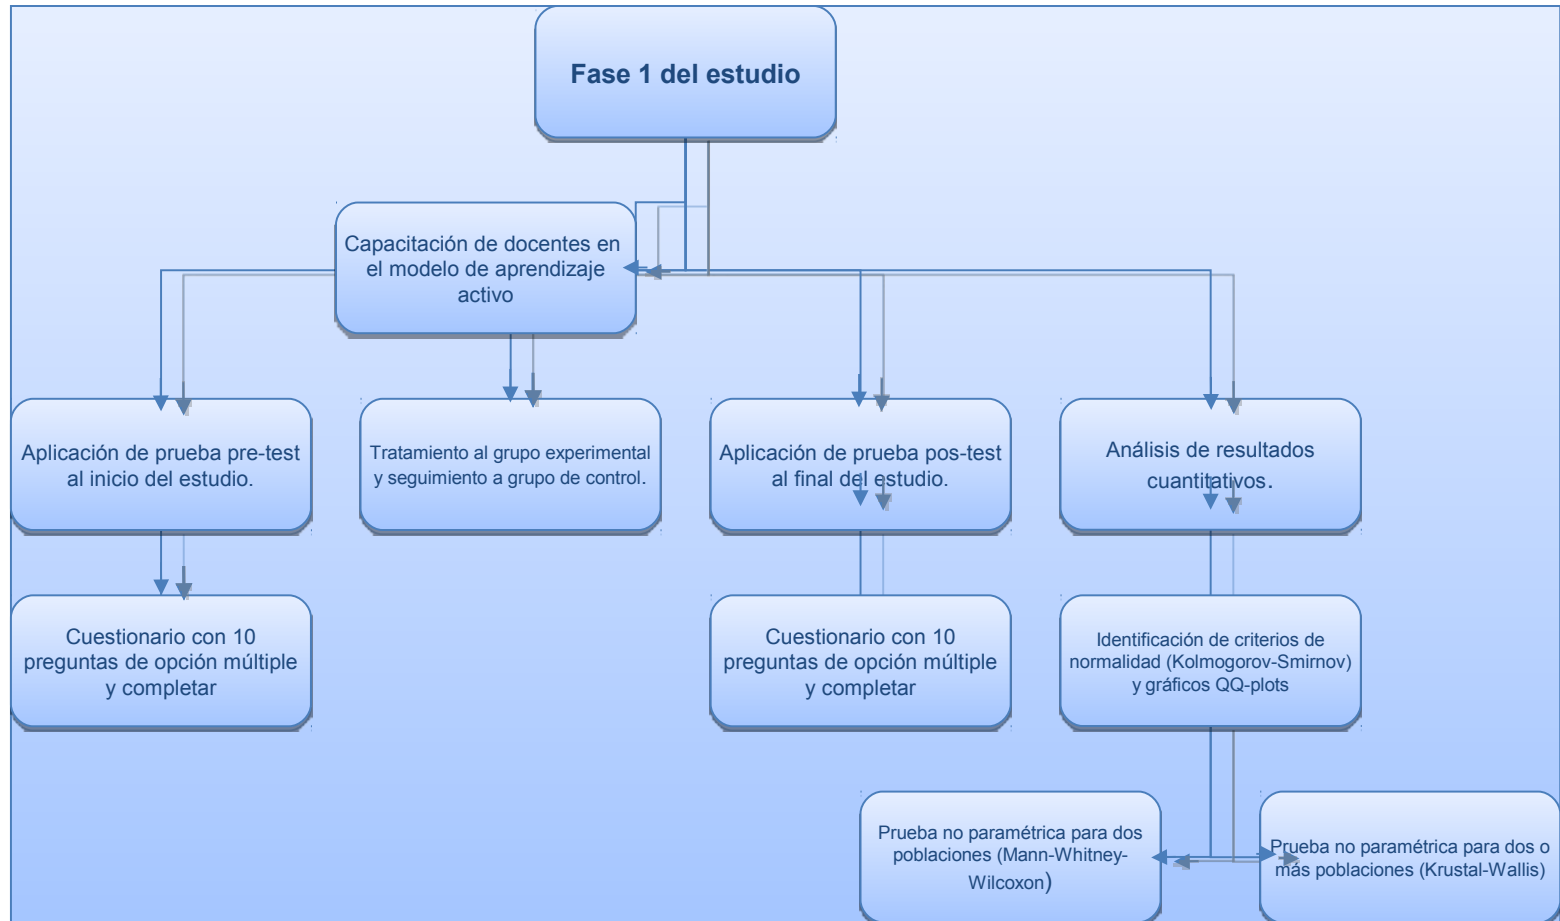 Fase 1 del estudio
Capacitación de docentes en
el modelo de aprendizaje
activo
Aplicación de prueba pre-test
al inicio del estudio.
Tratamiento al grupo experimental
y seguimiento a grupo de control.
Aplicación de prueba pos-test
al final del estudio.
Análisis de resultados
cuantitativos.
Cuestionario con 10
preguntas de opción múltiple
y completar
Cuestionario con 10
preguntas de opción múltiple
y completar
Identificación de criterios de
normalidad (Kolmogorov-Smirnov)
y gráficos QQ-plots
Prueba no paramétrica para dos
poblaciones (Mann-Whitney-
Wilcoxon)
Prueba no paramétrica para dos o
más poblaciones (Krustal-Wallis)